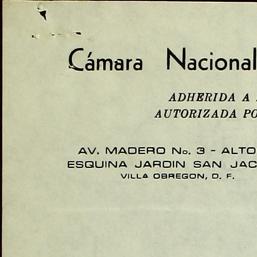 Cámara Nacional
ADHERIDA A
AUTORIZADA PO
AV. MADERO No. 3 - ALTO
ESQUINA JARDIN SAN JAC
VILLA OBREGON, D. F.